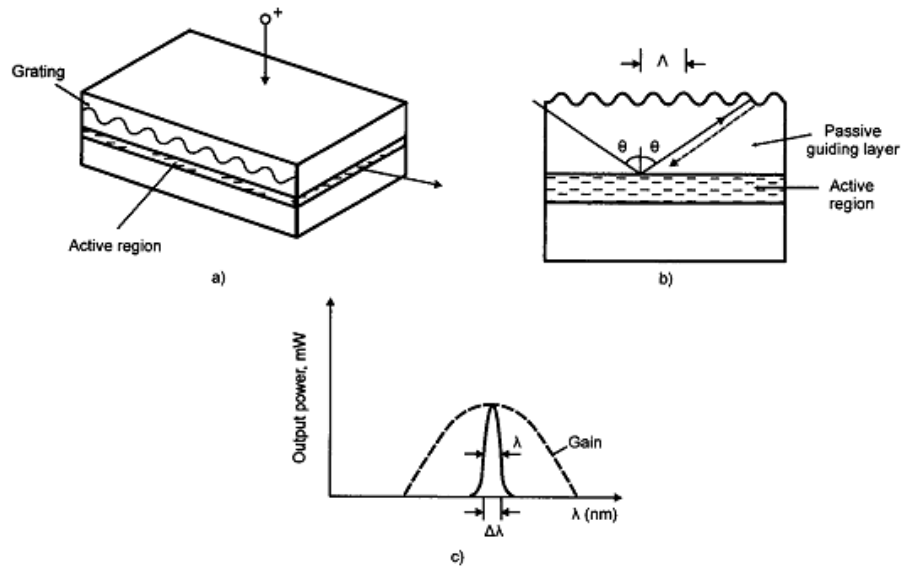 +
Grating
Active region
a)
Λ
θ θ
Passive
guiding layer
Active
region
b)
Output power, mW
λ
Gain
λ (nm)
Δλ
c)